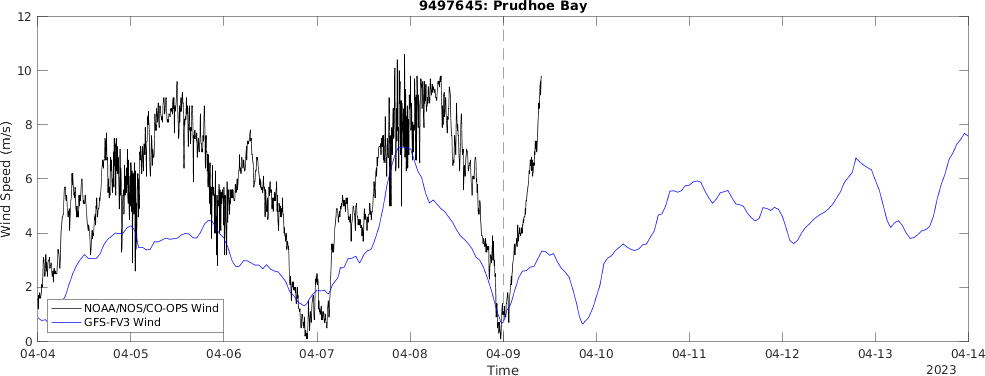 9497645: Prudhoe Bay
Wind Speed (m/s)
12
10
8
6
4
2
0
NOAA/NOS/CO-OPS Wind
GFS-FV3 Wind
04-04 04-05 04-06 04-07 04-08 04-09 04-10 04-11 04-12 04-13 04-14
Time
2023